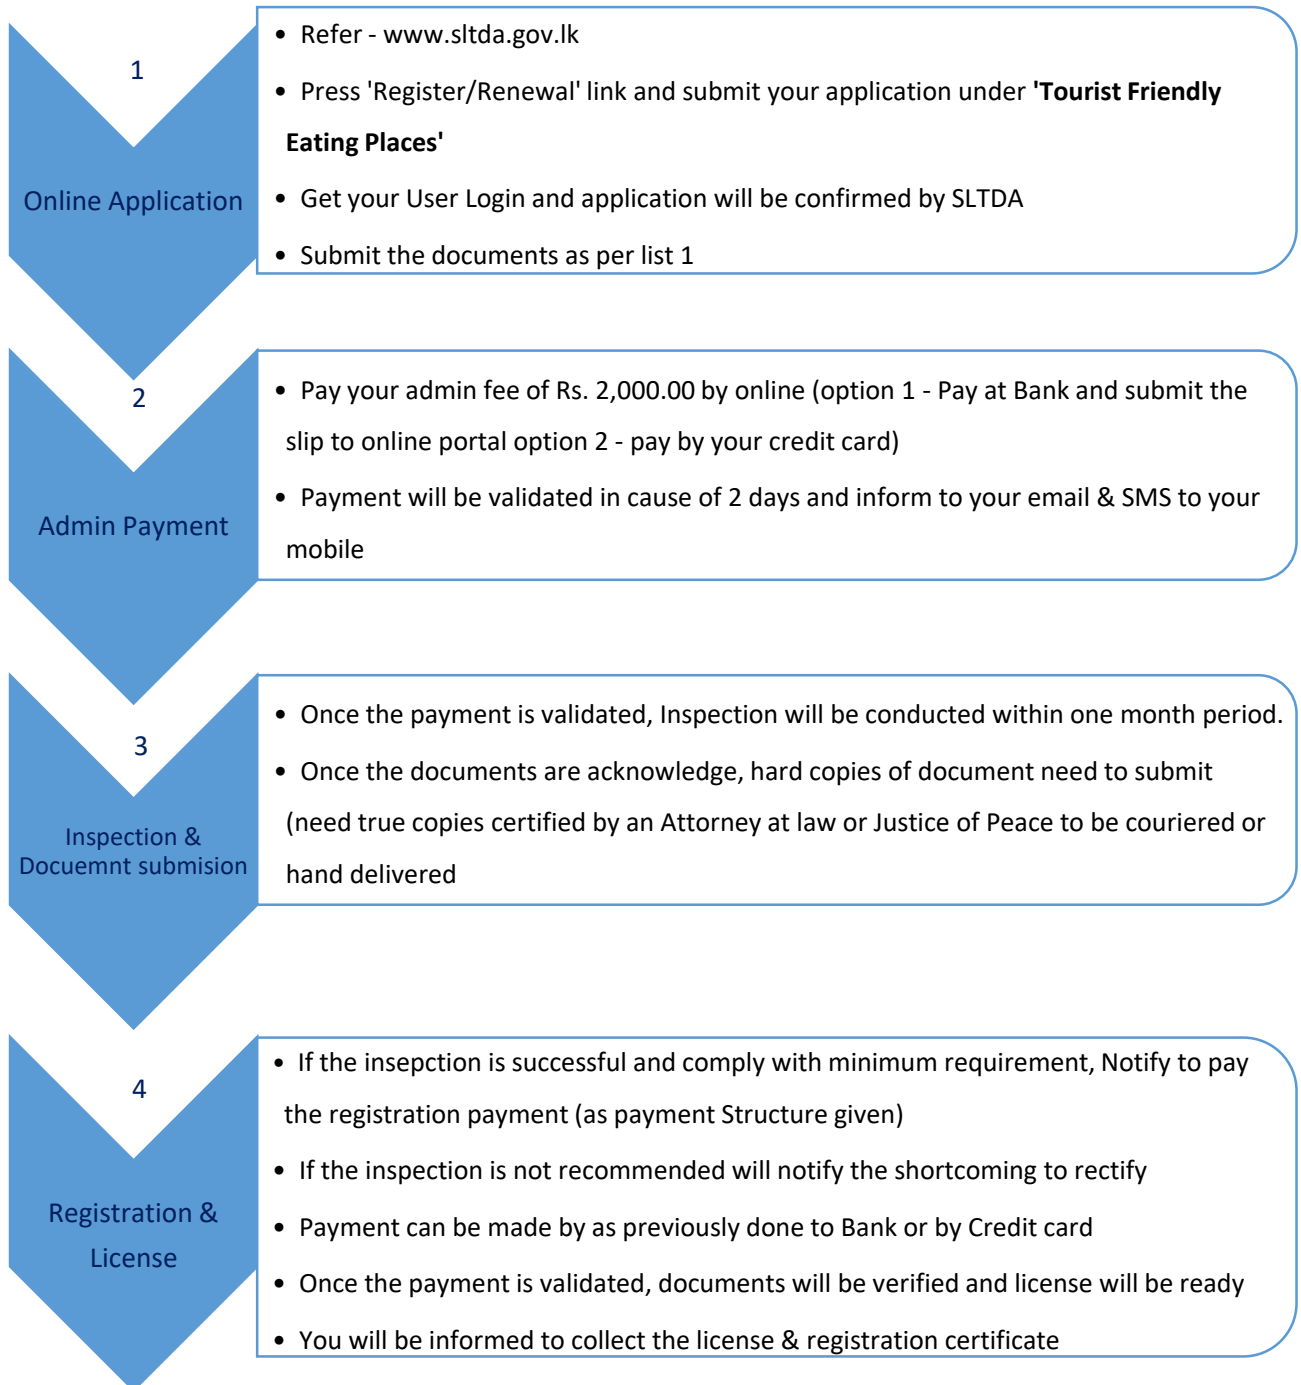 1
Online Application
• Refer - www.sltda.gov.lk
• Press 'Register/Renewal' link and submit your application under 'Tourist Friendly
Eating Places'
• Get your User Login and application will be confirmed by SLTDA
• Submit the documents as per list 1
2
Admin Payment
• Pay your admin fee of Rs. 2,000.00 by online (option 1 - Pay at Bank and submit the
slip to online portal option 2 - pay by your credit card)
• Payment will be validated in cause of 2 days and inform to your email & SMS to your
mobile
3
Inspection &
Docuemnt submision
• Once the payment is validated, Inspection will be conducted within one month period.
• Once the documents are acknowledge, hard copies of document need to submit
(need true copies certified by an Attorney at law or Justice of Peace to be couriered or
hand delivered
4
Registration &
License
• If the insepction is successful and comply with minimum requirement, Notify to pay
the registration payment (as payment Structure given)
• If the inspection is not recommended will notify the shortcoming to rectify
• Payment can be made by as previously done to Bank or by Credit card
• Once the payment is validated, documents will be verified and license will be ready
• You will be informed to collect the license & registration certificate